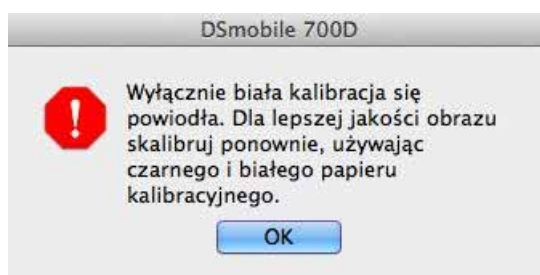 DSmobile 700D
Wyłącznie biała kalibracja się
powiodła. Dla lepszej jakości obrazu
skalibruj ponownie, używając
czarnego i białego papieru
kalibracyjnego.
OK